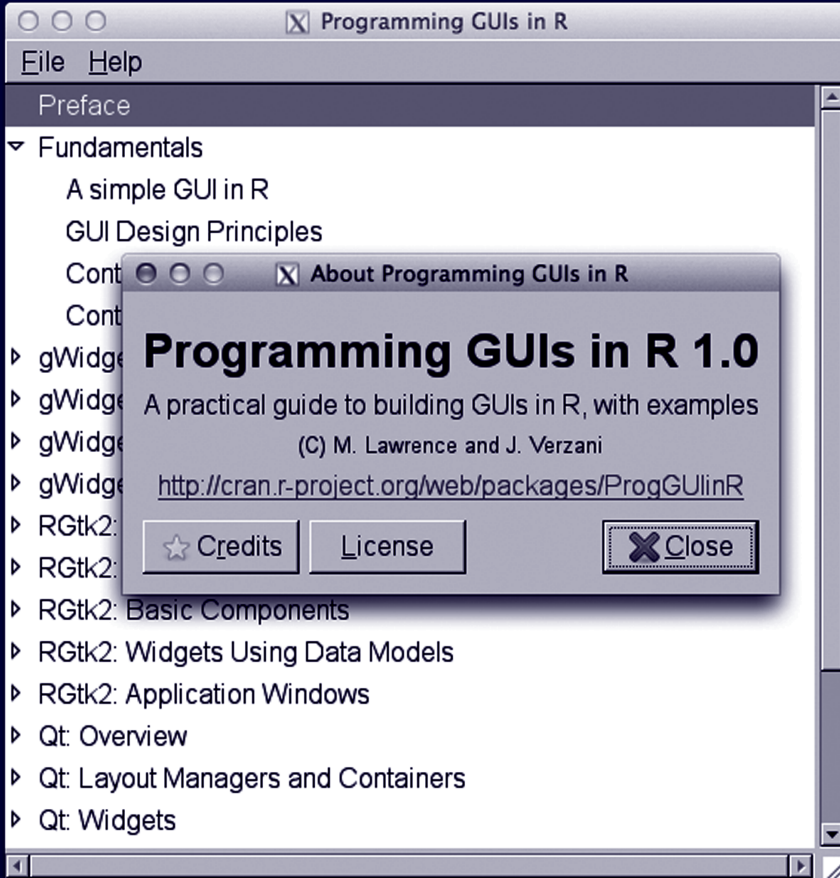 Programming GUIs in R
File Help
Preface
Fundamentals
A simple GUI in R
GUI Design Principles
About Programming GUIs in R
Programming GUIs in R 1.0
A practical guide to building GUIs in R, with examples
(C) M. Lawrence and J. Verzani
http://cran.r-project.org/web/packages/ProgGUIinR
Credits License Close
RGtk2:
RGtk2:
RGtk2: Basic Components
RGtk2: Widgets Using Data Models
RGtk2: Application Windows
Qt: Overview
Qt: Layout Managers and Containers
Qt: Widgets